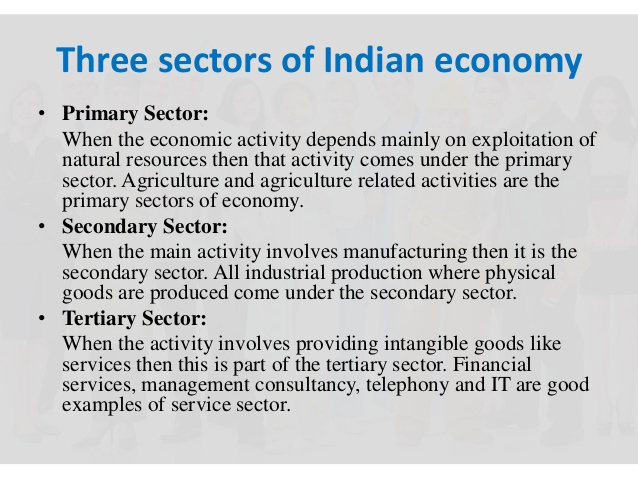 Three sectors of Indian economy
• Primary Sector:
When the economic activity depends mainly on exploitation of
natural resources then that activity comes under the primary
sector. Agriculture and agriculture related activities are the
primary sectors of economy.
• Secondary Sector:
When the main activity involves manufacturing then it is the
secondary sector. All industrial production where physical
goods are produced come under the secondary sector.
• Tertiary Sector:
When the activity involves providing intangible goods like
services then this is part of the tertiary sector. Financial
services, management consultancy, telephony and IT are good
examples of service sector.